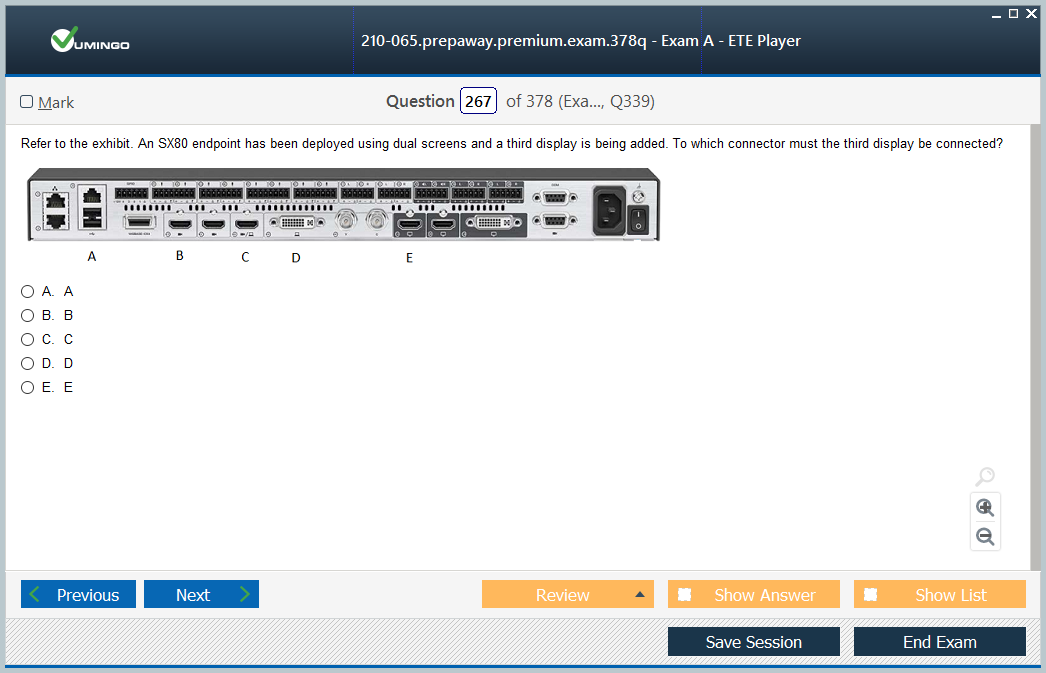 VUMINGO
210-065.prepaway.premium.exam.378q - Exam A - ETE Player
Mark
Question 267 of 378 (Exa..., Q339)
Refer to the exhibit. An SX80 endpoint has been deployed using dual screens and a third display is being added. To which connector must the third display be connected?
A B C D E
A. A
B. B
C. C
D. D
E. E
Previous Next Review Show Answer Show List
Save Session End Exam